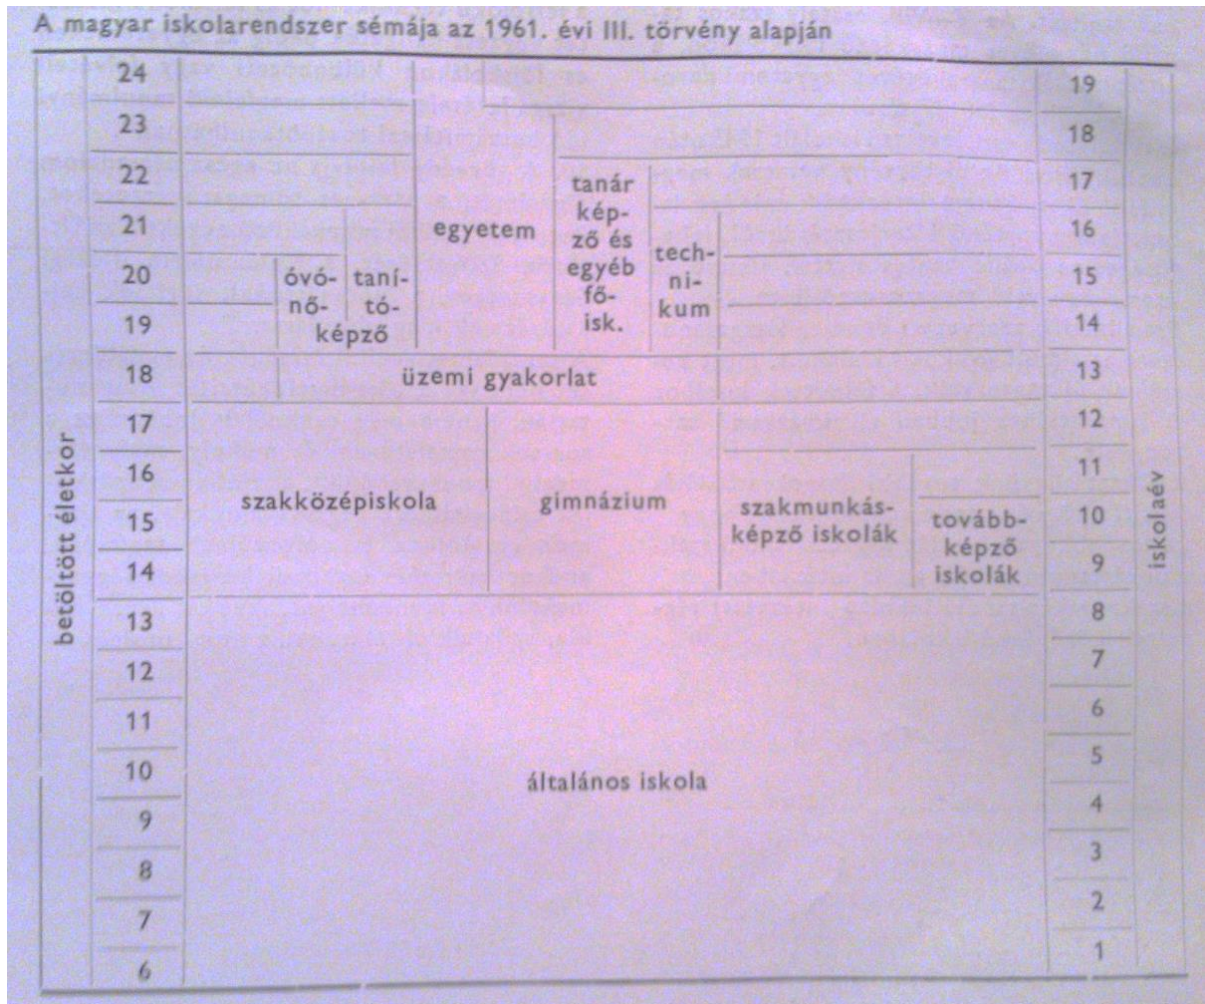 A magyar iskolarendszer sémája az 1961. évi III. törvény alapján
betöltött életkor
24
23
22
21
20
19
18
17
16
15
14
13
12
11
10
9
8
7
6
óvó-
nő-
taní-
tó-
képző
egyetem
tanár
kép-
ző és
egyéb
fő-
isk.
tech-
ni-
kum
üzemi gyakorlat
szakközépiskola
gimnázium
szakmunkás-
képző iskolák
tovább-
képző
iskolák
általános iskola
19
18
17
16
15
14
13
12
11
10
9
8
7
6
5
4
3
2
1
iskolaév